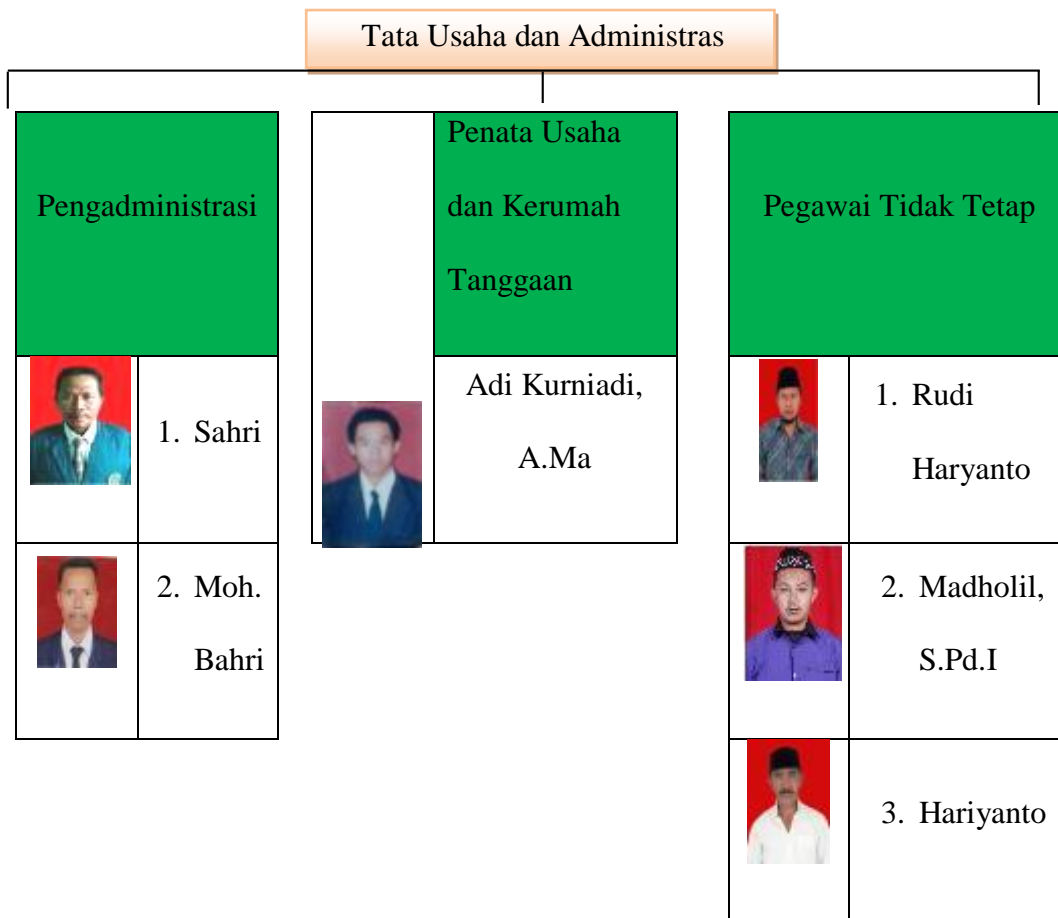 Tata Usaha dan Administras
Pengadministrasi
1. Sahri
2. Moh.
Bahri
Penata Usaha
dan Kerumah
Tanggaan
Adi Kurniadi,
A.Ma
Pegawai Tidak Tetap
1. Rudi
Haryanto
2. Madholil,
S.Pd.I
3. Hariyanto